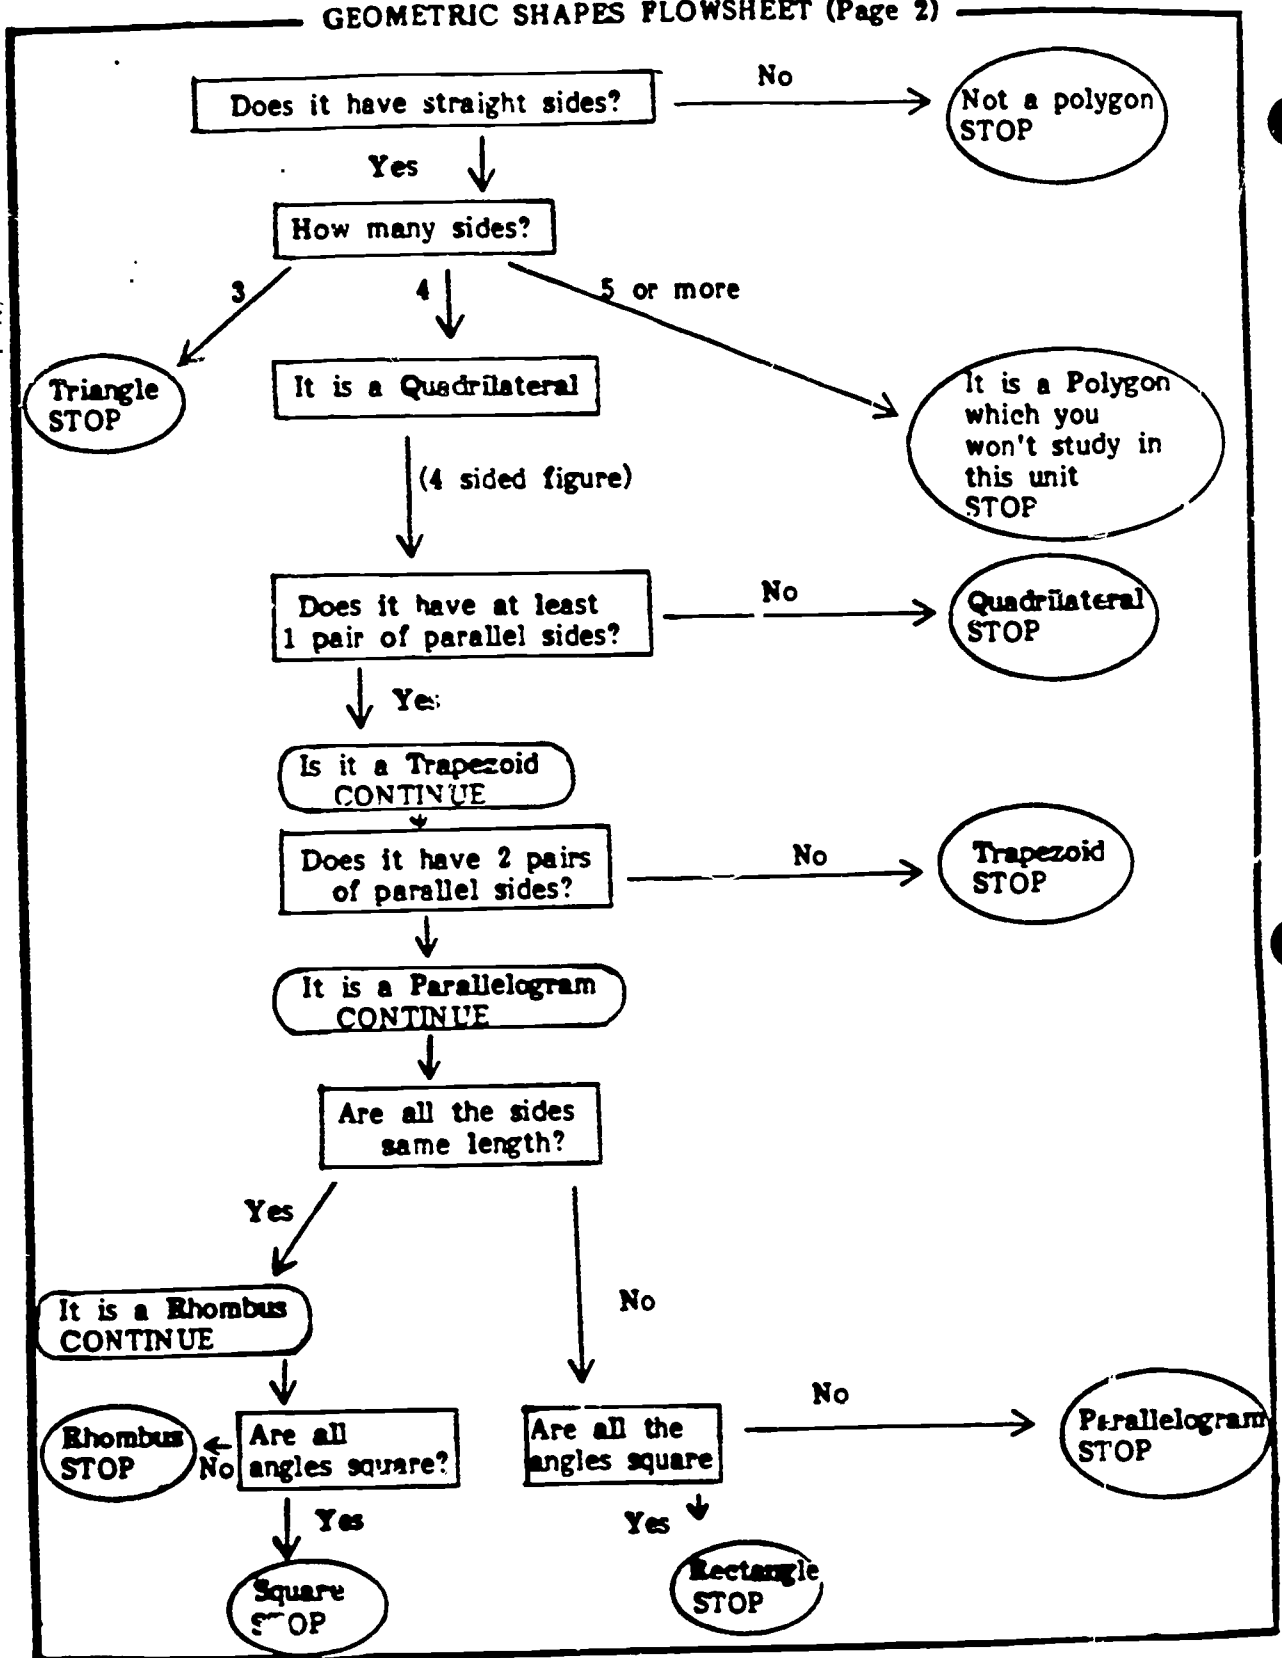 GEOMETRIC SHAPES FLOWSHEET (Page 2)
Does it have straight sides?
No
Not a polygon
STOP
Yes
How many sides?
3
4
5 or more
Triangle
STOP
It is a Quadrilateral
It is a Polygon
which you
won't study in
this unit
STOP
(4 sided figure)
Does it have at least
1 pair of parallel sides?
No
Quadrilateral
STOP
Yes
Is it a Trapezoid
CONTINUE
Does it have 2 pairs
of parallel sides?
No
Trapezoid
STOP
It is a Parallelogram
CONTINUE
Are all the sides
same length?
Yes
No
It is a Rhombus
CONTINUE
Rhombus
STOP
No
Are all
angles square?
Are all the
angles square
No
Parallelogram
STOP
Yes
Yes
Square
STOP
Rectangle
STOP